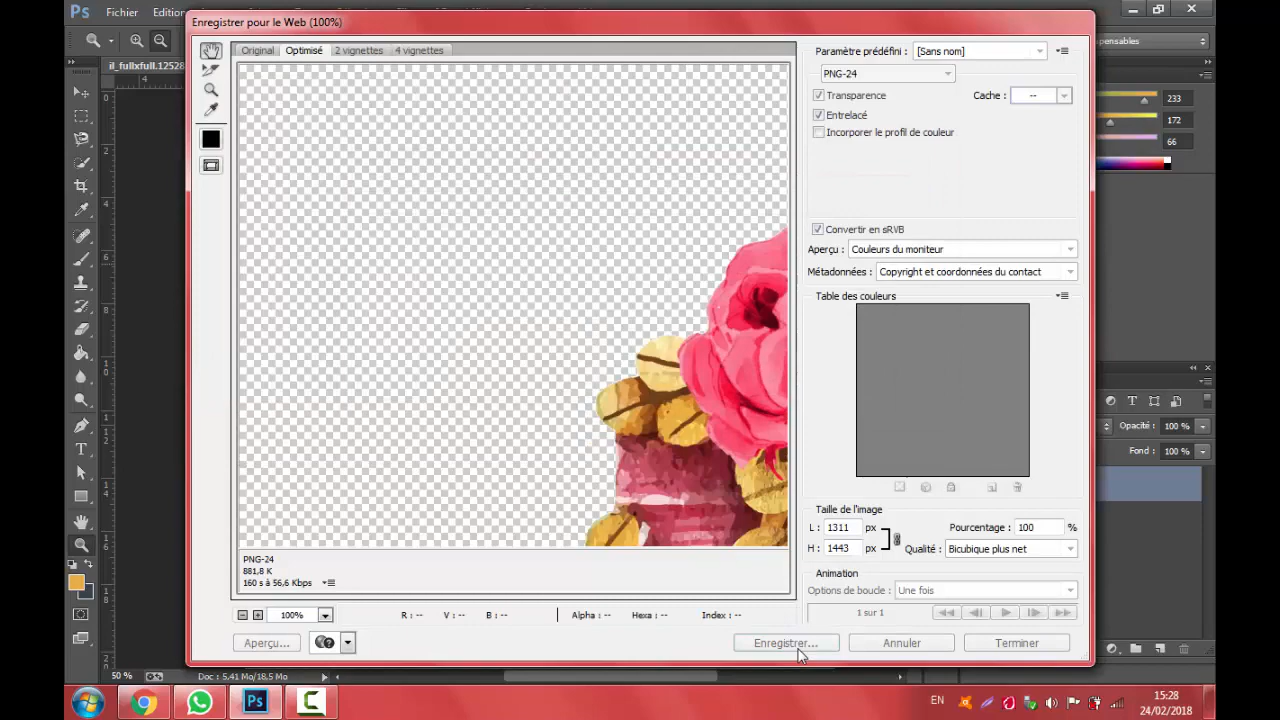 Enregistrer pour le Web (100%)
Ps Fichier Edition
il_fullxfull.12528
Original Optimisé 2 vignettes 4 vignettes
Paramètre prédéfini : [Sans nom]
PNG-24
Transparence Cache : --
Entrelacé
Incorporer le profil de couleur
Convertir en sRVB
Aperçu : Couleurs du moniteur
Métadonnées : Copyright et coordonnées du contact
Table des couleurs
Taille de l'image
L : 1311 px Pourcentage : 100 %
H : 1443 px Qualité : Bicubique plus net
Animation
Options de boucle : Une fois
1 sur 1
PNG-24
881,8 K
160 s à 56,6 Kbps
100% R : -- V : -- B : -- Alpha : -- Hexa : -- Index : --
Aperçu... Enregistrer... Annuler Terminer
233
172
66
Opacité : 100 %
Fond : 100 %
50 % Doc : 5,41 Mo/18,5 Mo
Ps EN 15:28
24/02/2018